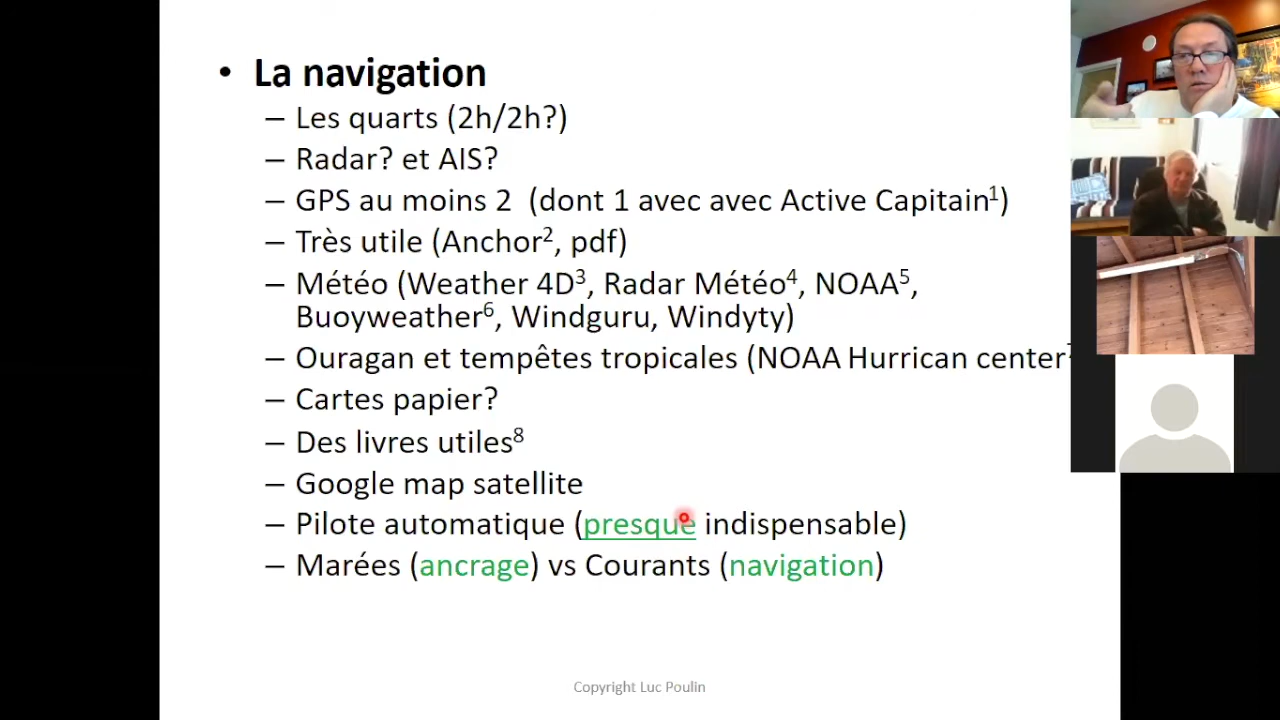 • La navigation
– Les quarts (2h/2h?)
– Radar? et AIS?
– GPS au moins 2 (dont 1 avec avec Active Capitain¹)
– Très utile (Anchor², pdf)
– Météo (Weather 4D³, Radar Météo⁴, NOAA⁵,
Buoyweather⁶, Windguru, Windyty)
– Ouragan et tempêtes tropicales (NOAA Hurrican center
– Cartes papier?
– Des livres utiles⁸
– Google map satellite
– Pilote automatique (presque indispensable)
– Marées (ancrage) vs Courants (navigation)
Copyright Luc Poulin